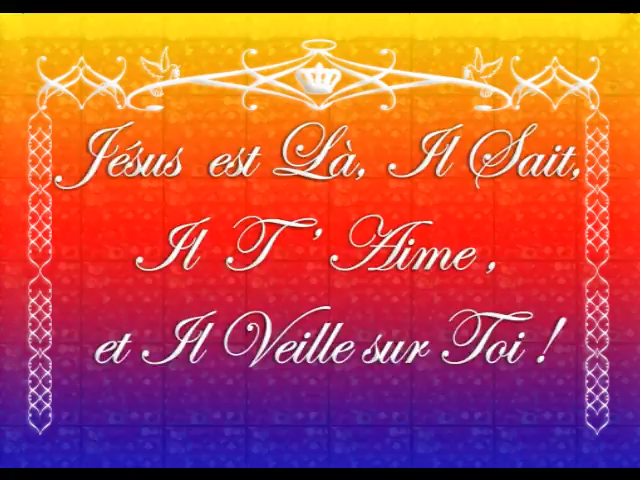 Jésus est Là, Il Sait,
Il T'Aime,
et Il Veille sur Toi !